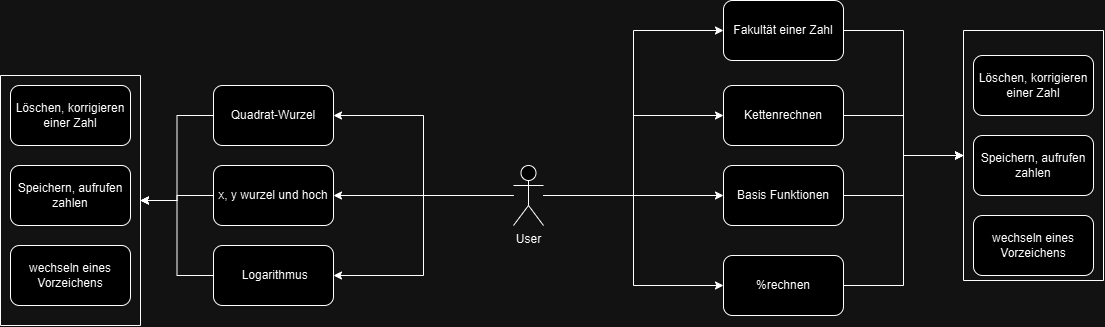 Löschen, korrigieren
einer Zahl
Speichern, aufrufen
zahlen
wechseln eines
Vorzeichens
Quadrat-Wurzel
x, y wurzel und hoch
Logarithmus
User
Fakultät einer Zahl
Kettenrechnen
Basis Funktionen
%rechnen
Löschen, korrigieren
einer Zahl
Speichern, aufrufen
zahlen
wechseln eines
Vorzeichens